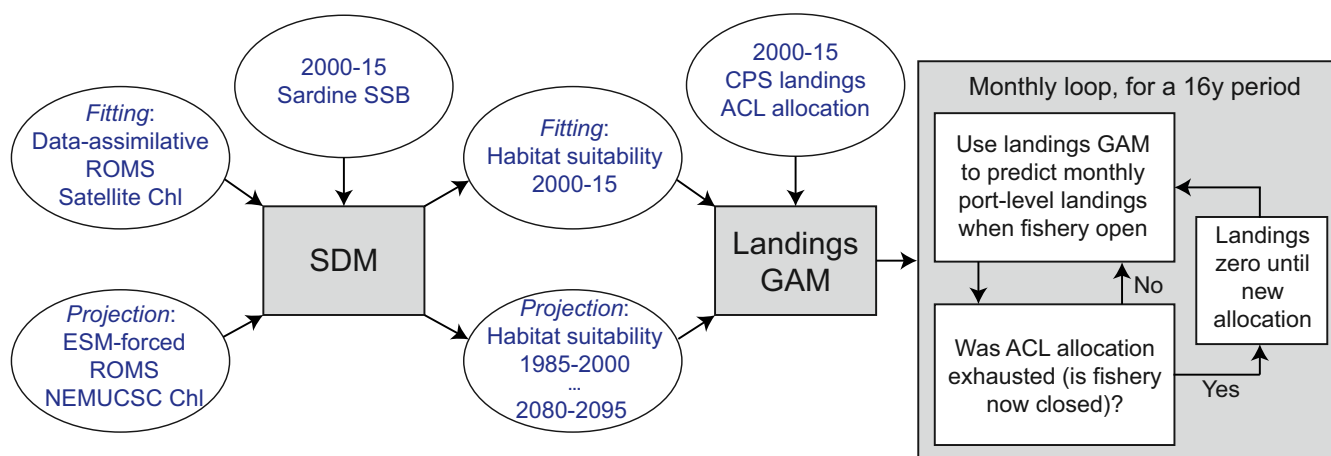 2000-15
Sardine SSB
Fitting:
Data-assimilative
ROMS
Satellite Chl
Projection:
ESM-forced
ROMS
NEMUCSC Chl
SDM
Fitting:
Habitat suitability
2000-15
Projection:
Habitat suitability
1985-2000
...
2080-2095
2000-15
CPS landings
ACL allocation
Landings
GAM
Monthly loop, for a 16y period
Use landings GAM
to predict monthly
port-level landings
when fishery open
No
Was ACL allocation
exhausted (is fishery
now closed)?
Yes
Landings
zero until
new
allocation